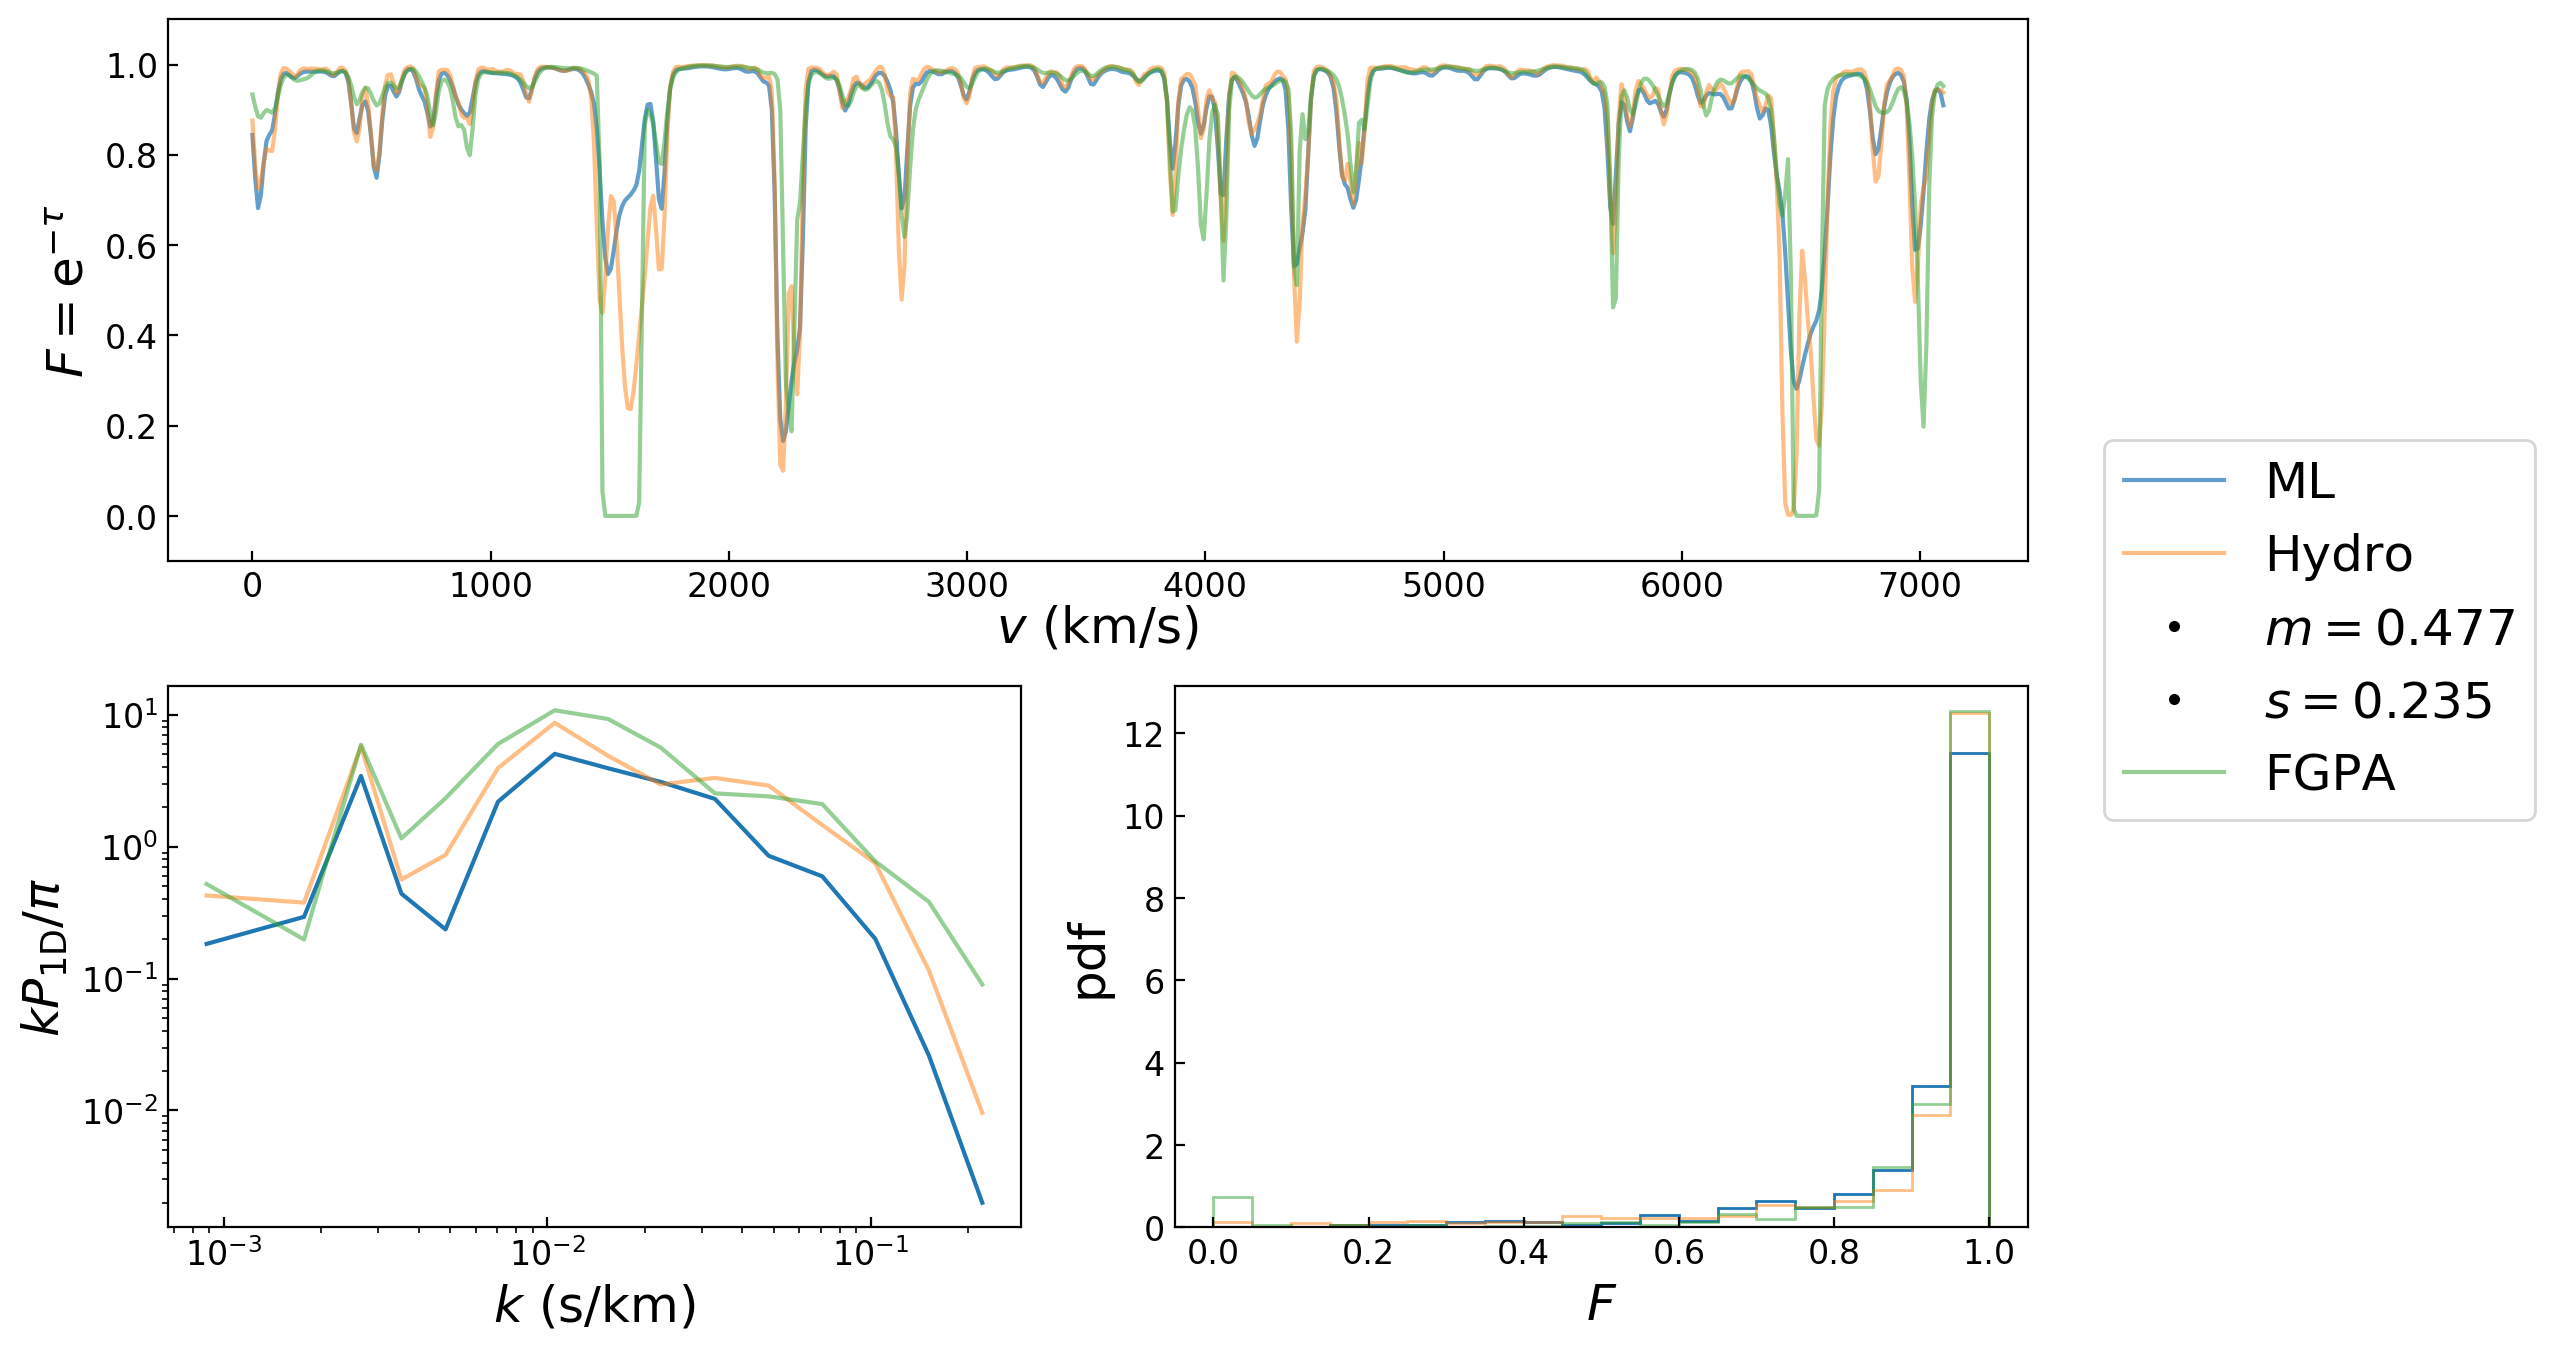 F = e^{−τ}
1.0
0.8
0.6
0.4
0.2
0.0
0 1000 2000 3000 4000 5000 6000 7000
v (km/s)
ML
Hydro
m = 0.477
s = 0.235
FGPA
kP_{1D}/π
10^1
10^0
10^{−1}
10^{−2}
10^{−3} 10^{−2} 10^{−1}
k (s/km)
pdf
12
10
8
6
4
2
0
0.0 0.2 0.4 0.6 0.8 1.0
F